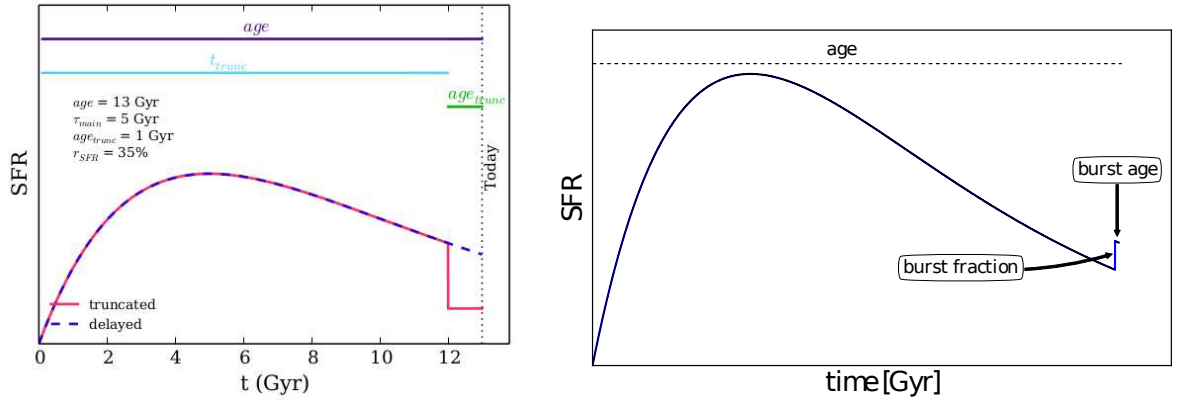 age
t_trunc
age_trunc
age = 13 Gyr
τ_main = 5 Gyr
age_trunc = 1 Gyr
r_SFR = 35%
Today
SFR
truncated
delayed
0 2 4 6 8 10 12
t (Gyr)
age
burst age
burst fraction
SFR
time[Gyr]